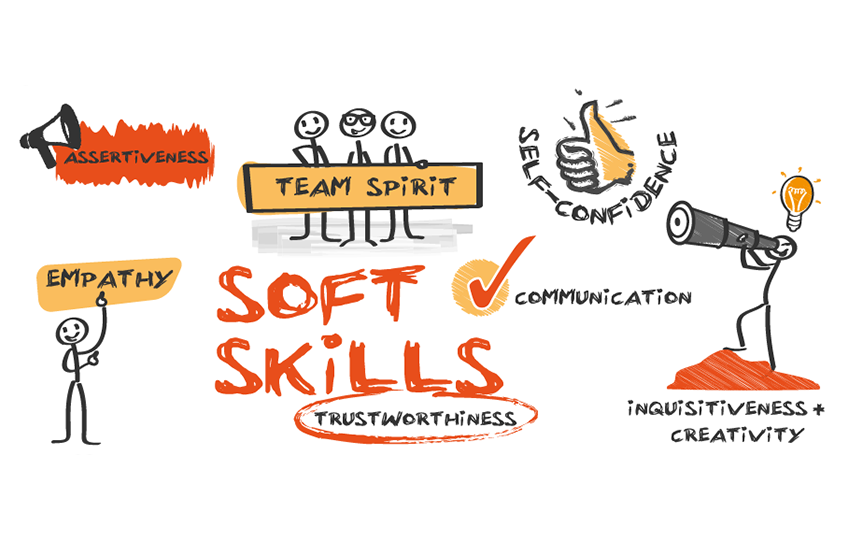 ASSERTIVENESS
TEAM SPIRIT
SELF-CONFIDENCE
EMPATHY
SOFT
SKILLS
COMMUNICATION
TRUSTWORTHINESS
INQUISITIVENESS +
CREATIVITY